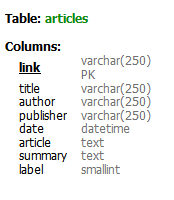 Table: articles
Columns:
link varchar(250) PK
title varchar(250)
author varchar(250)
publisher varchar(250)
date datetime
article text
summary text
label smallint